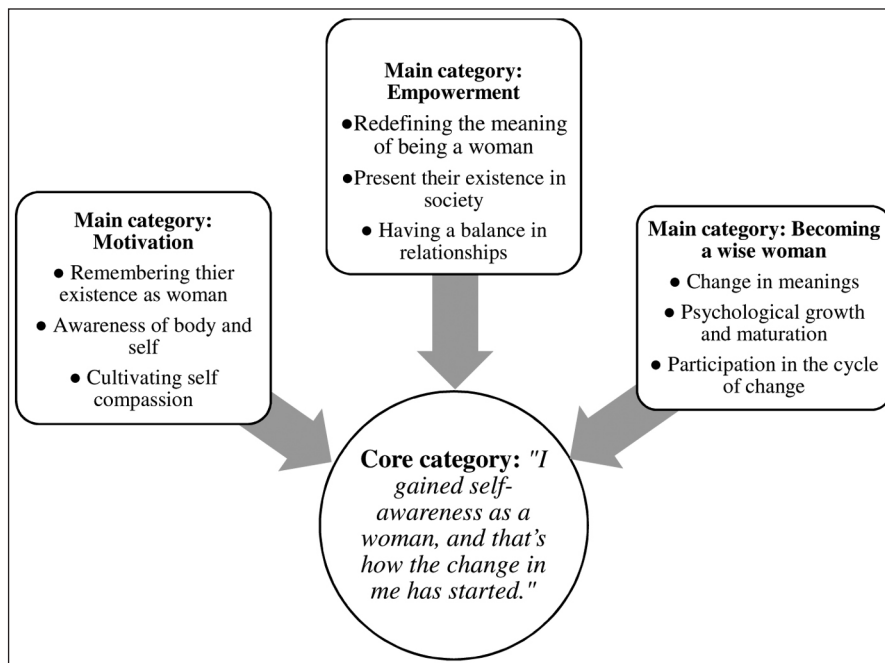 Main category:
Empowerment
●Redefining the meaning
of being a woman
●Present their existence in
society
● Having a balance in
relationships
Main category:
Motivation
● Remembering thier
existence as woman
● Awareness of body and
self
● Cultivating self
compassion
Main category: Becoming
a wise woman
● Change in meanings
● Psychological growth
and maturation
● Participation in the cycle
of change
Core category: "I
gained self-
awareness as a
woman, and that’s
how the change in
me has started."